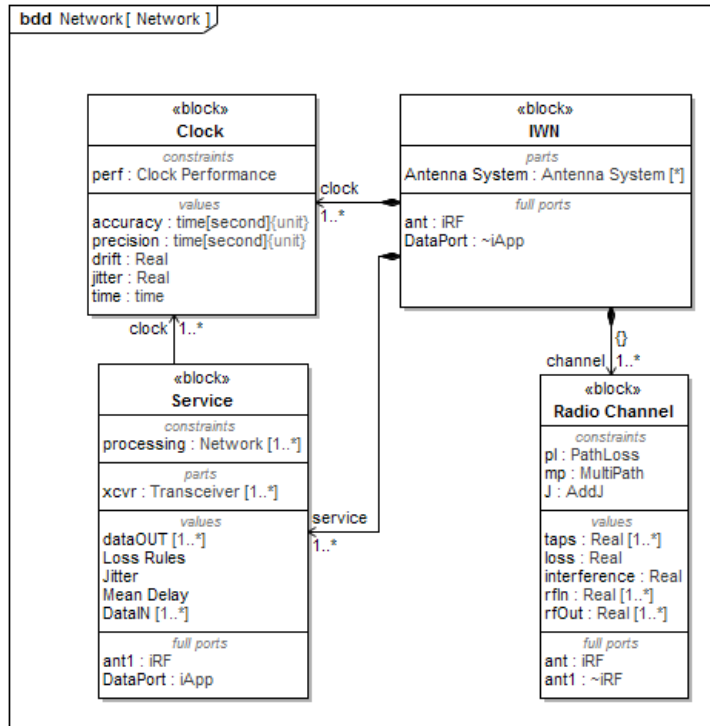 bdd Network[ Network ]
«block»
Clock
constraints
perf : Clock Performance
values
accuracy : time[second]{unit}
precision : time[second]{unit}
drift : Real
jitter : Real
time : time
«block»
IWN
parts
Antenna System : Antenna System [*]
full ports
ant : iRF
DataPort : ~iApp
clock
1..*
clock 1..*
{}
channel 1..*
service
1..*
«block»
Service
constraints
processing : Network [1..*]
parts
xcvr : Transceiver [1..*]
values
dataOUT [1..*]
Loss Rules
Jitter
Mean Delay
DataIN [1..*]
full ports
ant1 : iRF
DataPort : iApp
«block»
Radio Channel
constraints
pl : PathLoss
mp : MultiPath
J : AddJ
values
taps : Real [1..*]
loss : Real
interference : Real
rfIn : Real [1..*]
rfOut : Real [1..*]
full ports
ant : iRF
ant1 : ~iRF